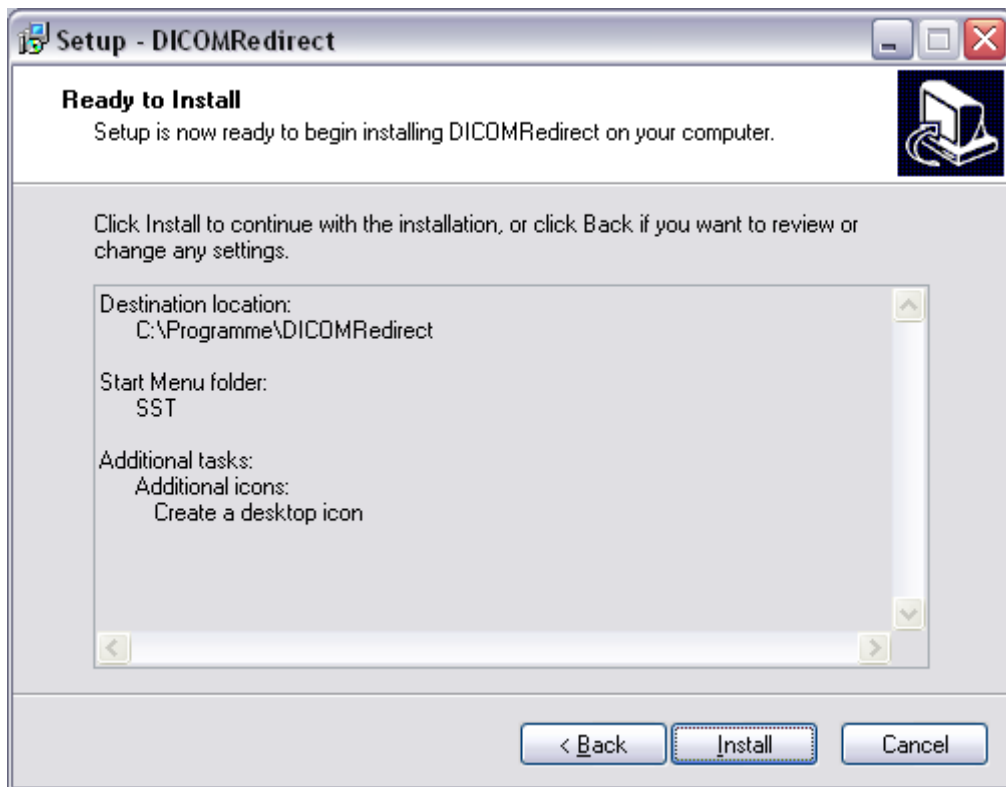 Setup - DICOMRedirect
Ready to Install
Setup is now ready to begin installing DICOMRedirect on your computer.
Click Install to continue with the installation, or click Back if you want to review or
change any settings.
Destination location:
C:\Programme\DICOMRedirect
Start Menu folder:
SST
Additional tasks:
Additional icons:
Create a desktop icon
< Back
Install
Cancel